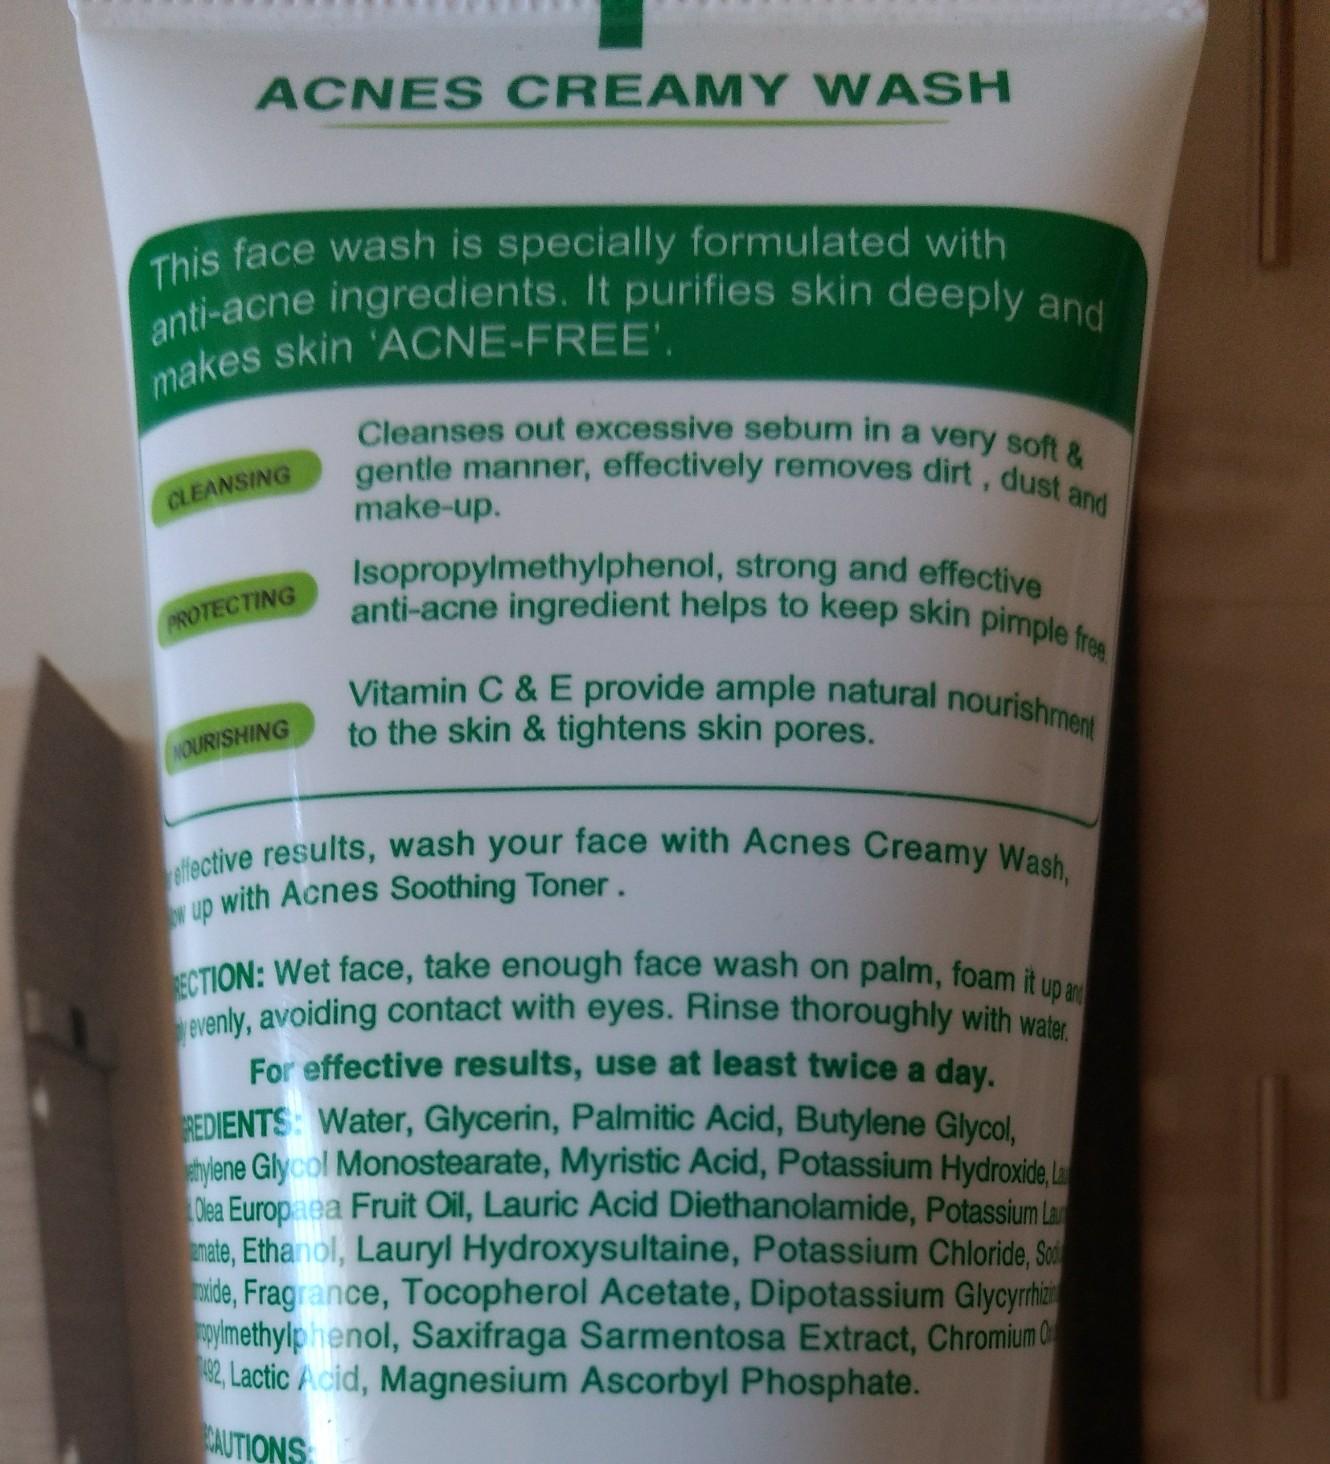 ACNES CREAMY WASH
This face wash is specially formulated with
anti-acne ingredients. It purifies skin deeply and
makes skin 'ACNE-FREE'.
CLEANSING
Cleanses out excessive sebum in a very soft &
gentle manner, effectively removes dirt , dust and
make-up.
PROTECTING
Isopropylmethylphenol, strong and effective
anti-acne ingredient helps to keep skin pimple free.
NOURISHING
Vitamin C & E provide ample natural nourishment
to the skin & tightens skin pores.
effective results, wash your face with Acnes Creamy Wash,
up with Acnes Soothing Toner .
RECTION: Wet face, take enough face wash on palm, foam it up and
evenly, avoiding contact with eyes. Rinse thoroughly with water.
For effective results, use at least twice a day.
REDIENTS: Water, Glycerin, Palmitic Acid, Butylene Glycol,
Glycol Monostearate, Myristic Acid, Potassium Hydroxide,
Olea Europaea Fruit Oil, Lauric Acid Diethanolamide, Potassium
Ethanol, Lauryl Hydroxysultaine, Potassium Chloride,
Fragrance, Tocopherol Acetate, Dipotassium
Saxifraga Sarmentosa Extract, Chromium
Lactic Acid, Magnesium Ascorbyl Phosphate.
CAUTIONS: